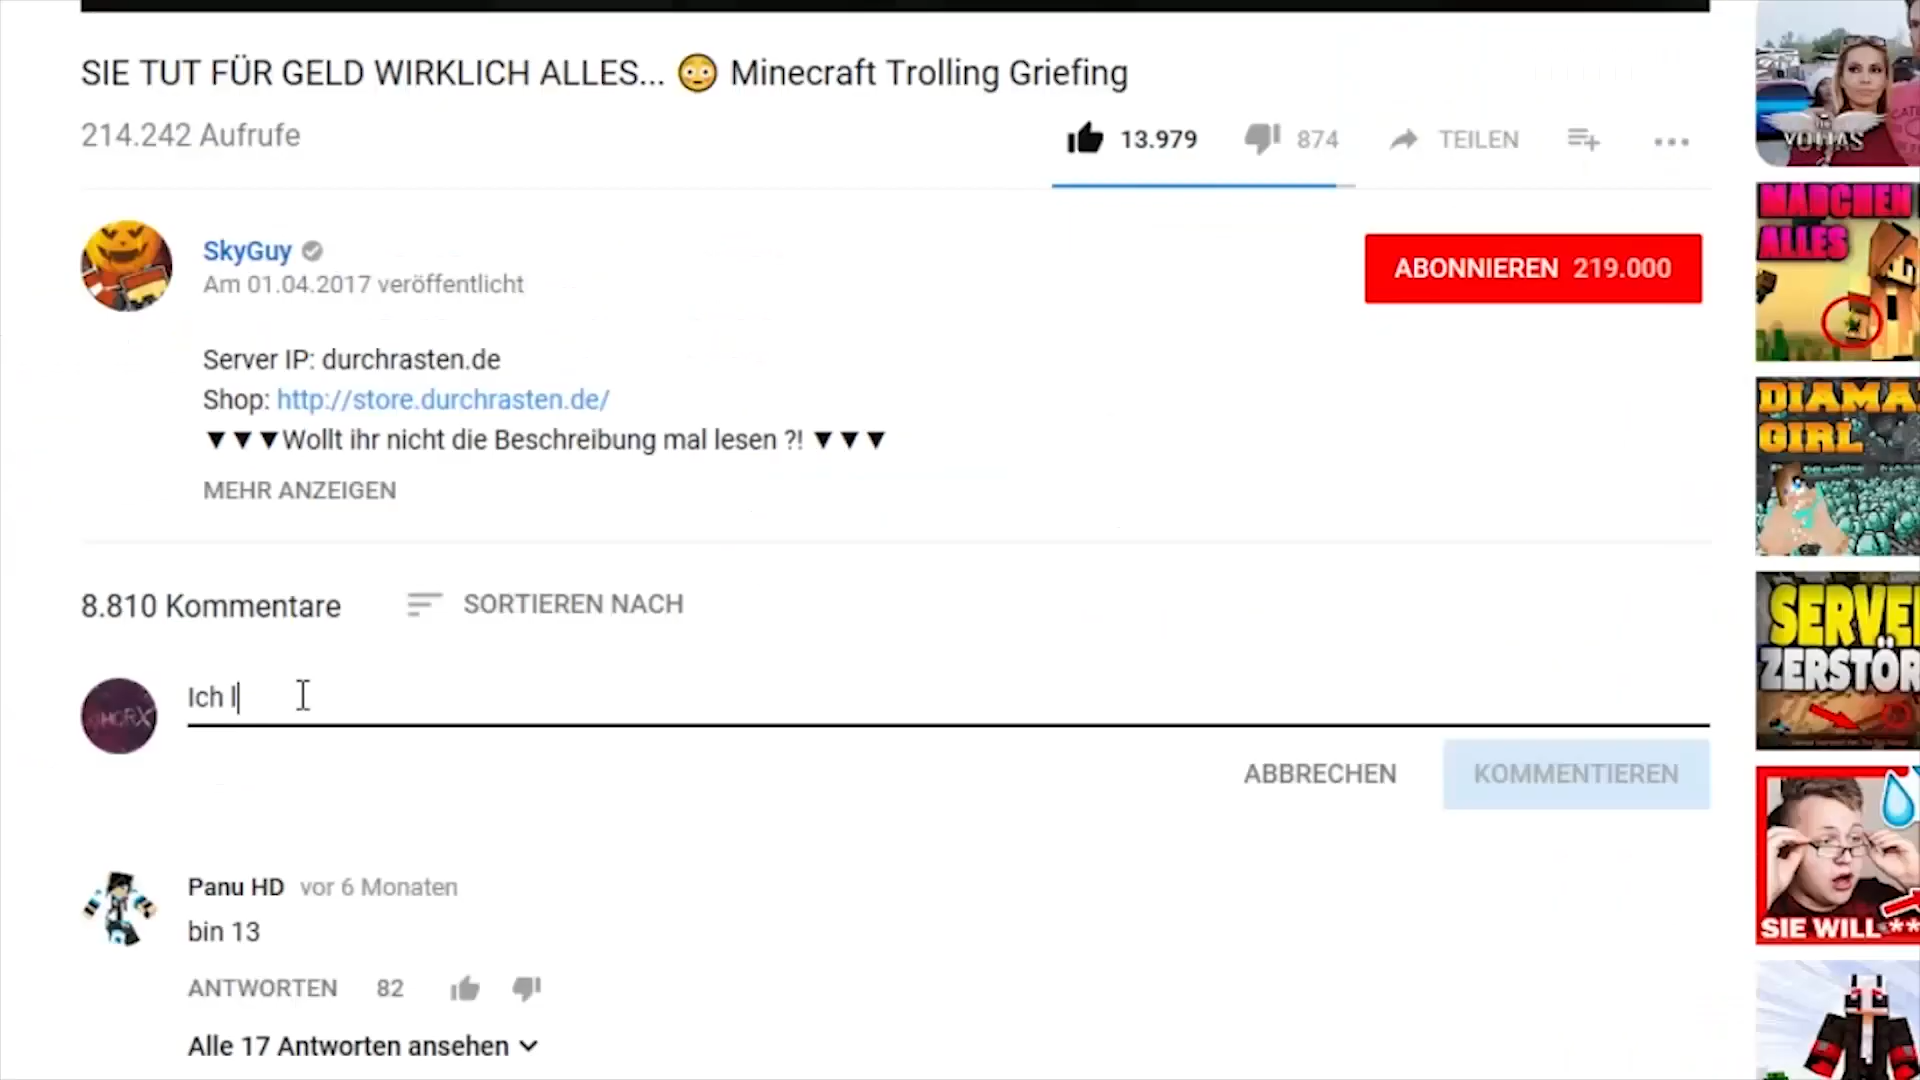 SIE TUT FÜR GELD WIRKLICH ALLES... 😳 Minecraft Trolling Griefing
214.242 Aufrufe
13.979 874 TEILEN
SkyGuy
Am 01.04.2017 veröffentlicht
ABONNIEREN 219.000
Server IP: durchrasten.de
Shop: http://store.durchrasten.de/
▼▼▼Wollt ihr nicht die Beschreibung mal lesen ?! ▼▼▼
MEHR ANZEIGEN
8.810 Kommentare SORTIEREN NACH
Ich l
ABBRECHEN KOMMENTIEREN
Panu HD vor 6 Monaten
bin 13
ANTWORTEN 82
Alle 17 Antworten ansehen
MÄDCHEN
ALLES
DIAMA
GIRL
SERVE
ZERSTÖR
SIE WILL **